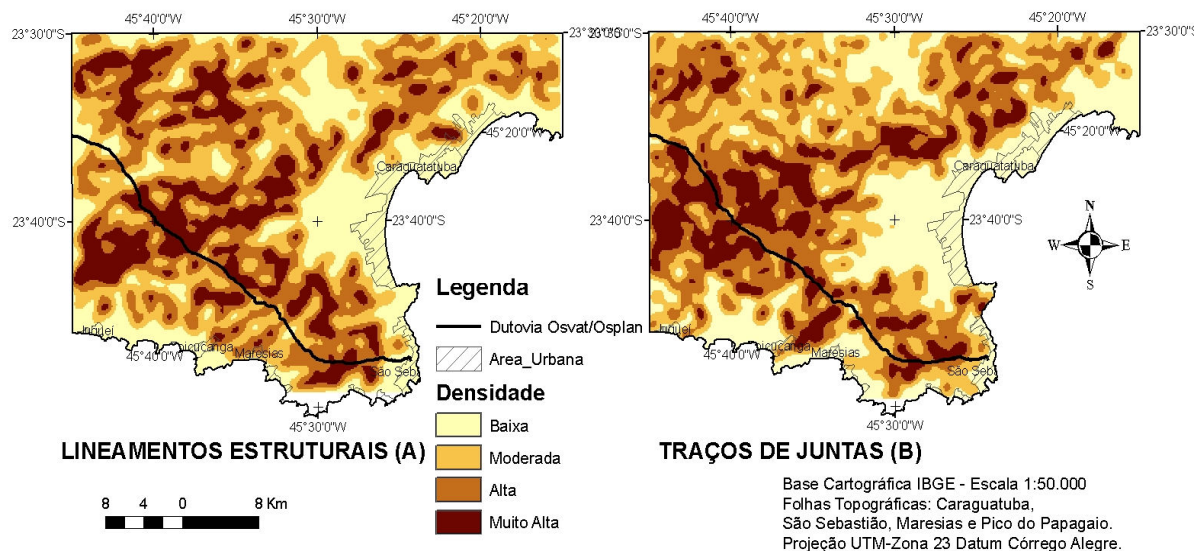 45°40'0"W
45°30'0"W
45°20'0"W
23°30'0"S
45°20'0"W
Caraguatatuba
23°40'0"S
23°40'0"S
45°40'0"W
Maresias
45°30'0"W
LINEAMENTOS ESTRUTURAIS (A)
8 4 0 8 Km
Legenda
Dutovia Osvat/Osplan
Area_Urbana
Densidade
Baixa
Moderada
Alta
Muito Alta
45°40'0"W
45°30'0"W
45°20'0"W
23°30'0"S
23°30'0"S
45°20'0"W
Caraguatatuba
23°40'0"S
23°40'0"S
N
W E
S
45°40'0"W
Maresias
São Seb
45°30'0"W
TRAÇOS DE JUNTAS (B)
Base Cartográfica IBGE - Escala 1:50.000
Folhas Topográficas: Caraguatuba,
São Sebastião, Maresias e Pico do Papagaio.
Projeção UTM-Zona 23 Datum Córrego Alegre.